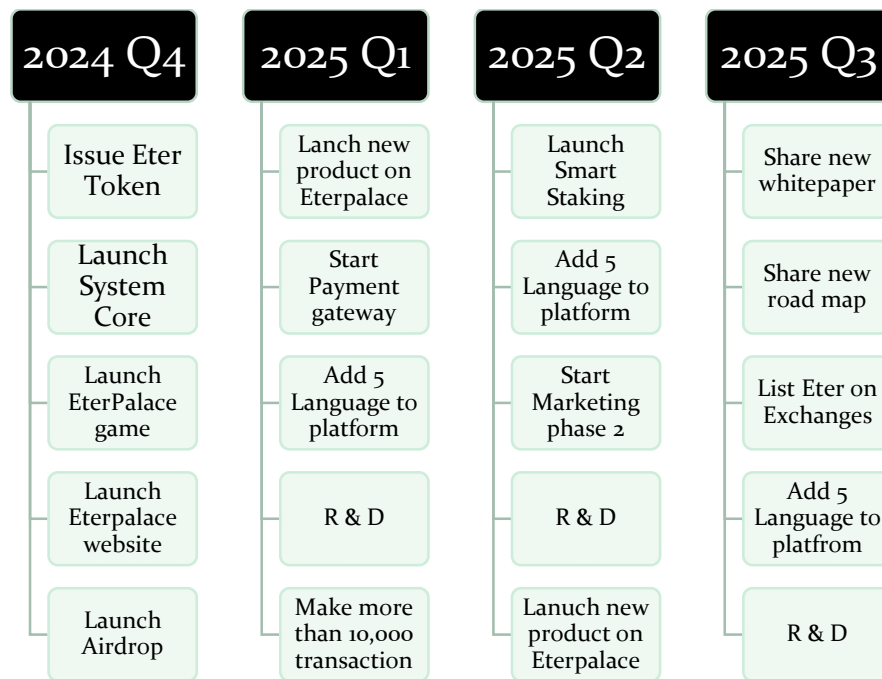 2024 Q4
Issue Eter
Token
Launch
System
Core
Launch
EterPalace
game
Launch
Eterpalace
website
Launch
Airdrop
2025 Q1
Lanch new
product on
Eterpalace
Start
Payment
gateway
Add 5
Language to
platform
R & D
Make more
than 10,000
transaction
2025 Q2
Launch
Smart
Staking
Add 5
Language to
platform
Start
Marketing
phase 2
R & D
Lanuch new
product on
Eterpalace
2025 Q3
Share new
whitepaper
Share new
road map
List Eter on
Exchanges
Add 5
Language to
platfrom
R & D